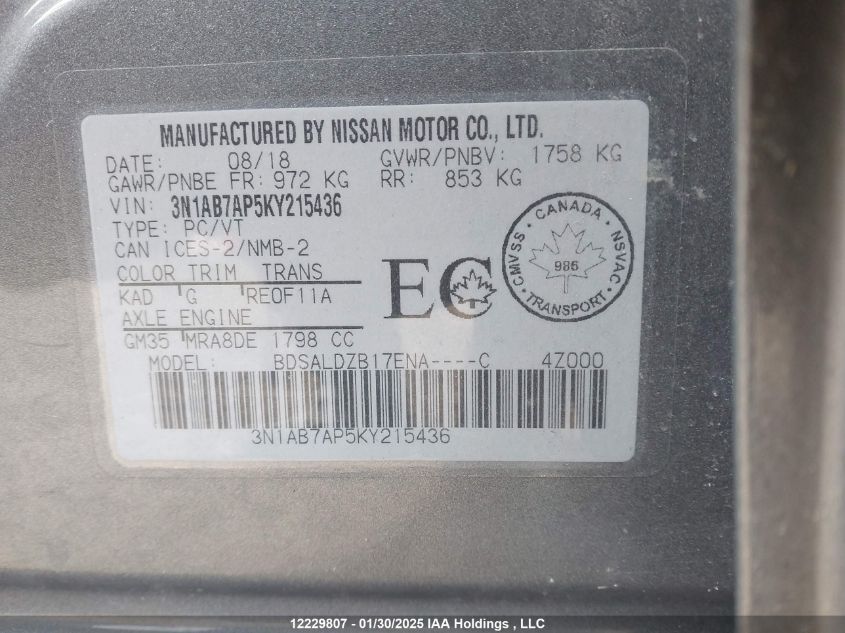 MANUFACTURED BY NISSAN MOTOR CO., LTD.
DATE: 08/18 GVWR/PNBV: 1758 KG
GAWR/PNBE FR: 972 KG RR: 853 KG
VIN: 3N1AB7AP5KY215436
TYPE: PC/VT
CAN ICES-2/NMB-2
COLOR TRIM TRANS
KAD G RE0F11A
AXLE ENGINE
GM35 MRA8DE 1798 CC
MODEL: BDSALDZB17ENA----C 4Z000
3N1AB7AP5KY215436
EC
CANADA
CMVSS 986 NSVAC
TRANSPORT
12229807 - 01/30/2025 IAA Holdings , LLC